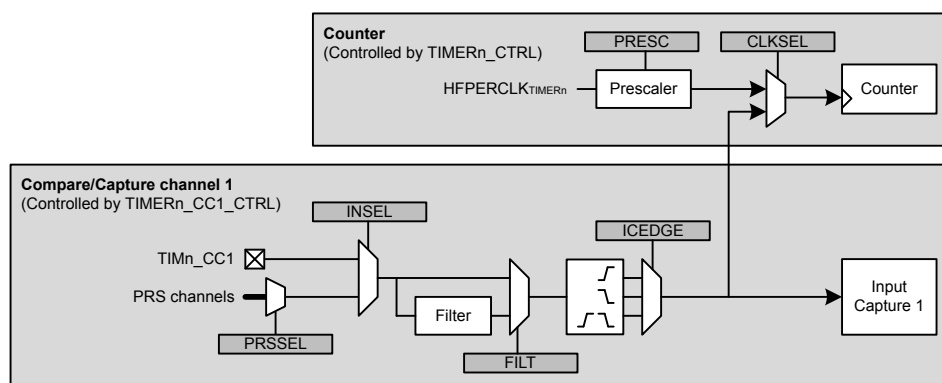 Counter
(Controlled by TIMERn_CTRL)
PRESC
CLKSEL
HFPERCLKTIMERn
Prescaler
Counter
Compare/Capture channel 1
(Controlled by TIMERn_CC1_CTRL)
INSEL
ICEDGE
TIMn_CC1
PRS channels
Filter
Input
Capture 1
PRSSEL
FILT